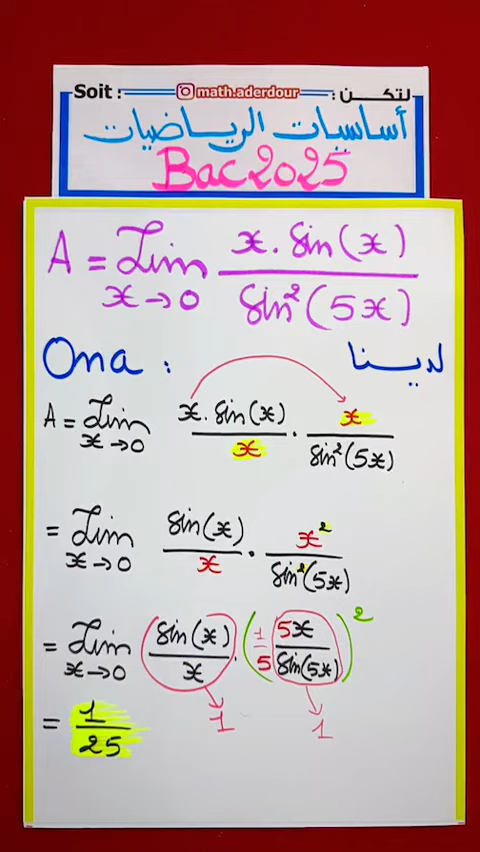 Soit : math.aderdour لتكن :
أساسيات الرياضيات
Bac2025
A = Lim x→0 x . sin(x) / sin²(5x)
Ona : لدينا
A = Lim x→0 x . sin(x) / x . x / sin²(5x)
= Lim x→0 sin(x) / x . x² / sin²(5x)
= Lim x→0 (sin(x) / x) . (1/5 5x / sin(5x))²
1 1
= 1 / 25